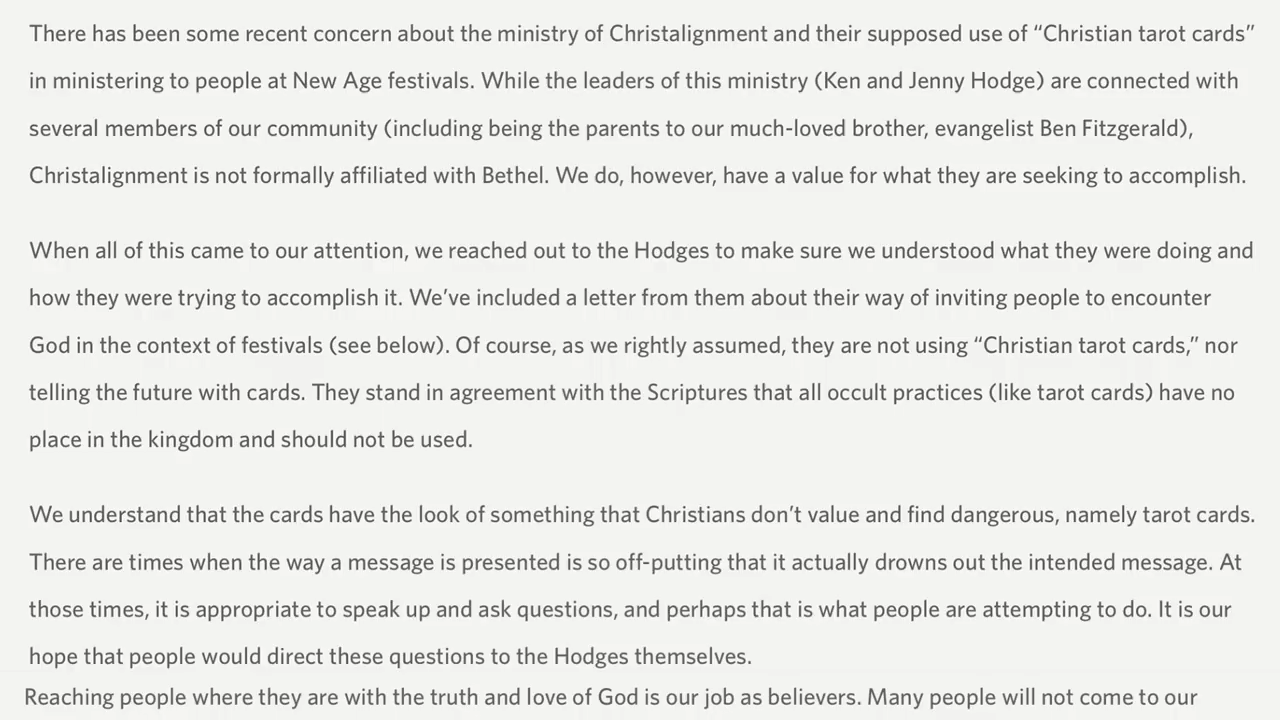 There has been some recent concern about the ministry of Christalignment and their supposed use of “Christian tarot cards”
in ministering to people at New Age festivals. While the leaders of this ministry (Ken and Jenny Hodge) are connected with
several members of our community (including being the parents to our much-loved brother, evangelist Ben Fitzgerald),
Christalignment is not formally affiliated with Bethel. We do, however, have a value for what they are seeking to accomplish.
When all of this came to our attention, we reached out to the Hodges to make sure we understood what they were doing and
how they were trying to accomplish it. We’ve included a letter from them about their way of inviting people to encounter
God in the context of festivals (see below). Of course, as we rightly assumed, they are not using “Christian tarot cards,” nor
telling the future with cards. They stand in agreement with the Scriptures that all occult practices (like tarot cards) have no
place in the kingdom and should not be used.
We understand that the cards have the look of something that Christians don’t value and find dangerous, namely tarot cards.
There are times when the way a message is presented is so off-putting that it actually drowns out the intended message. At
those times, it is appropriate to speak up and ask questions, and perhaps that is what people are attempting to do. It is our
hope that people would direct these questions to the Hodges themselves.
Reaching people where they are with the truth and love of God is our job as believers. Many people will not come to our